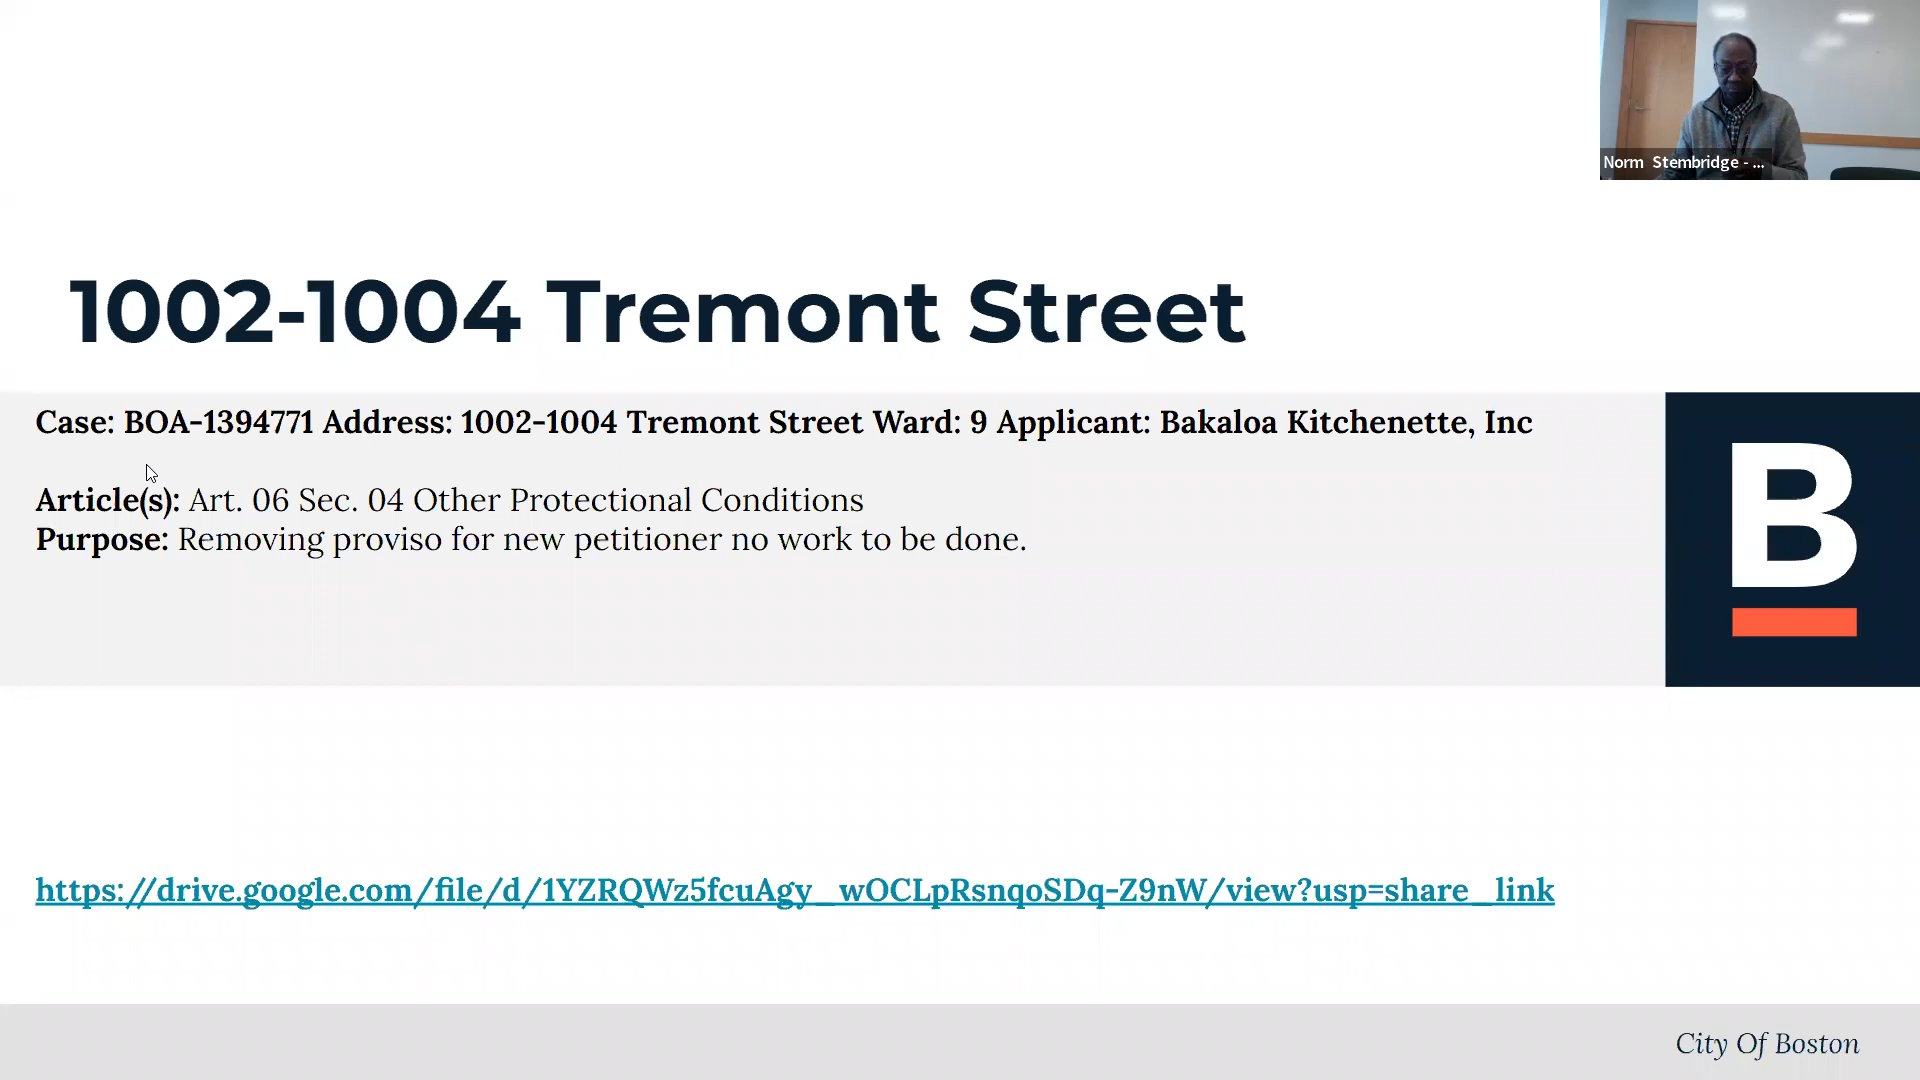 Norm Stembridge - ...
1002-1004 Tremont Street
Case: BOA-1394771 Address: 1002-1004 Tremont Street Ward: 9 Applicant: Bakaloa Kitchenette, Inc
Article(s): Art. 06 Sec. 04 Other Protectional Conditions
Purpose: Removing proviso for new petitioner no work to be done.
B
https://drive.google.com/file/d/1YZRQWz5fcuAgy_wOCLpRsnqoSDq-Z9nW/view?usp=share_link
City Of Boston